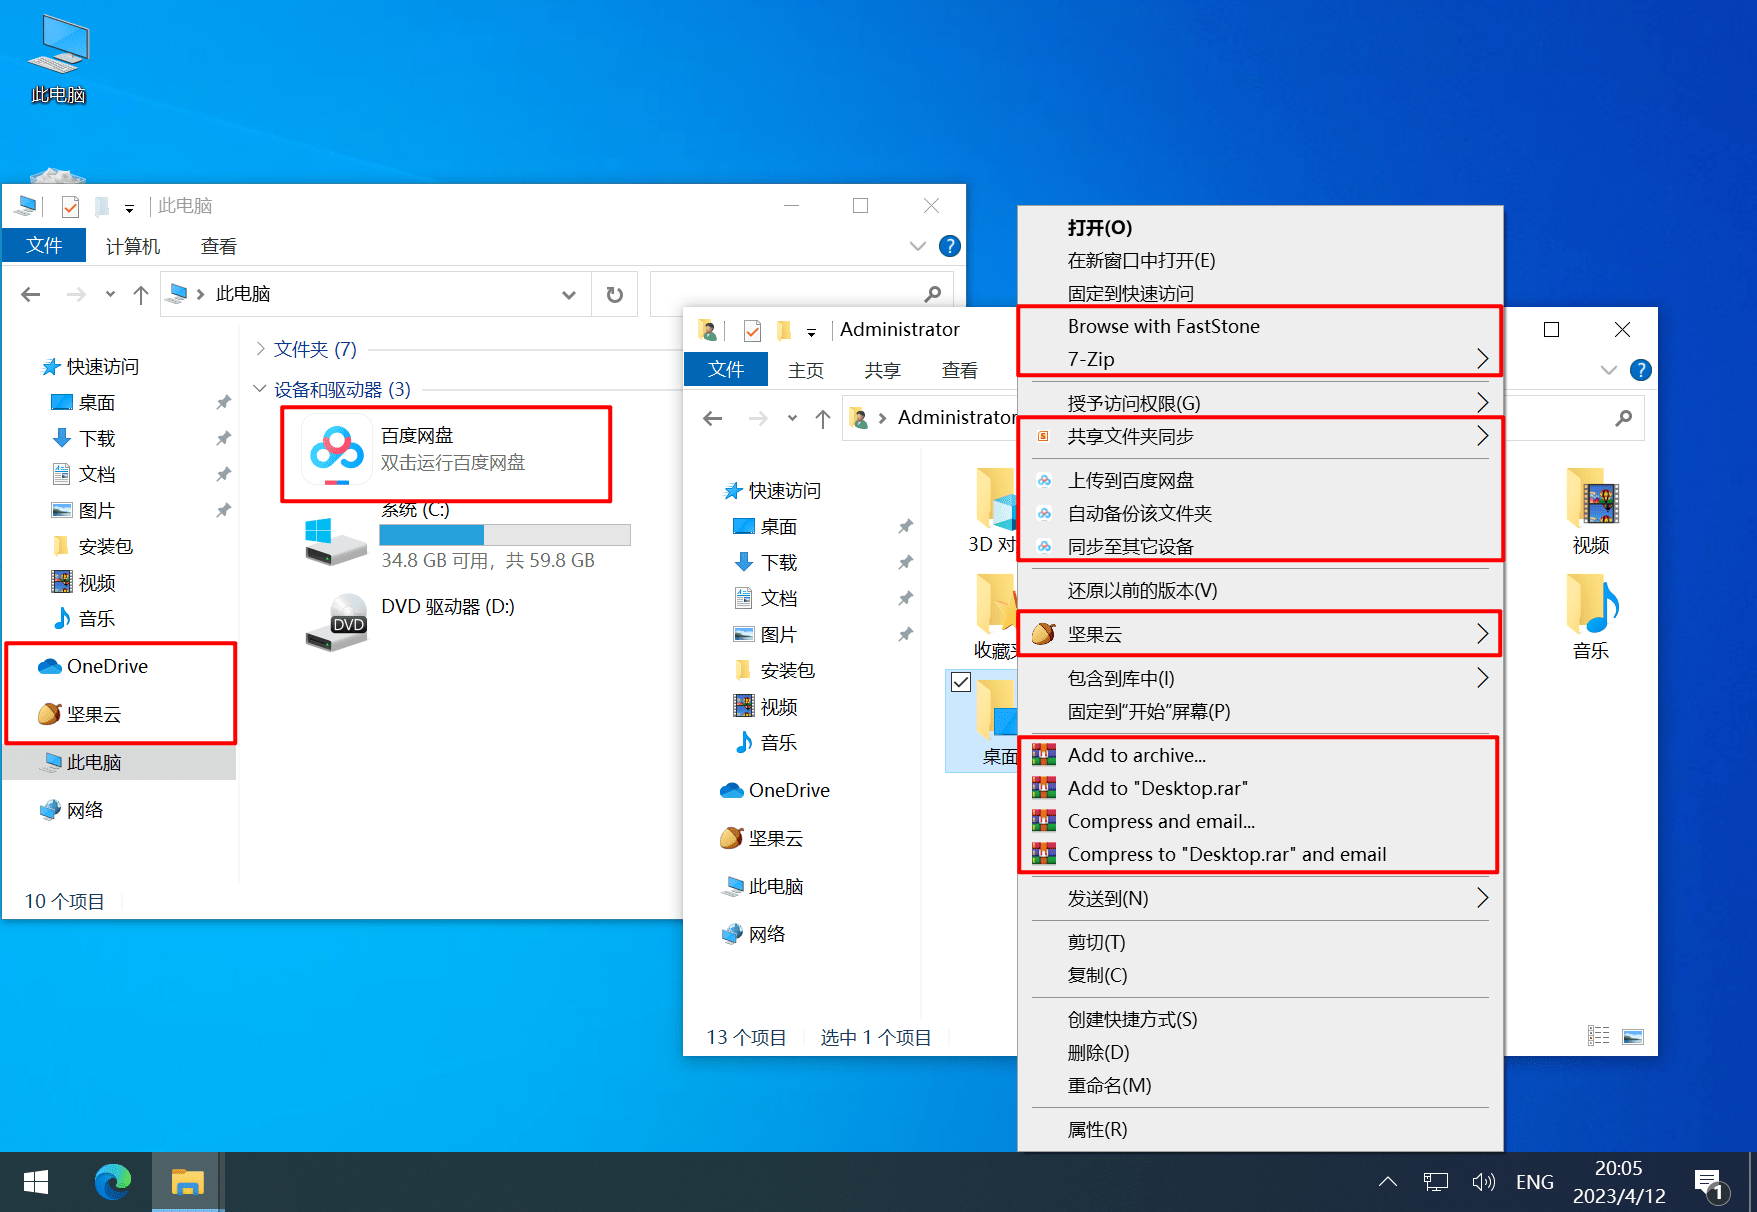 此电脑
此电脑
文件
计算机
查看
此电脑
快速访问
桌面
下载
文档
图片
安装包
视频
音乐
OneDrive
坚果云
此电脑
网络
文件夹 (7)
设备和驱动器 (3)
百度网盘
双击运行百度网盘
系统 (C:)
34.8 GB 可用，共 59.8 GB
DVD
DVD 驱动器 (D:)
10 个项目
Administrator
文件
主页
共享
查看
Administrator
快速访问
桌面
下载
文档
图片
安装包
视频
音乐
OneDrive
坚果云
此电脑
网络
3D 对
收藏夹
桌面
视频
音乐
13 个项目
选中 1 个项目
打开(O)
在新窗口中打开(E)
固定到快速访问
Browse with FastStone
7-Zip
授予访问权限(G)
共享文件夹同步
上传到百度网盘
自动备份该文件夹
同步至其它设备
还原以前的版本(V)
坚果云
包含到库中(I)
固定到“开始”屏幕(P)
Add to archive...
Add to "Desktop.rar"
Compress and email...
Compress to "Desktop.rar" and email
发送到(N)
剪切(T)
复制(C)
创建快捷方式(S)
删除(D)
重命名(M)
属性(R)
ENG
20:05
2023/4/12
1